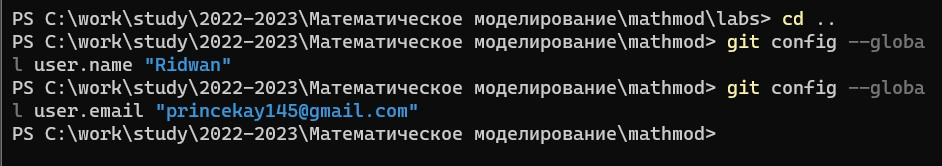 PS C:\work\study\2022-2023\Математическое моделирование\mathmod\labs> cd ..
PS C:\work\study\2022-2023\Математическое моделирование\mathmod> git config --globa
l user.name "Ridwan"
PS C:\work\study\2022-2023\Математическое моделирование\mathmod> git config --globa
l user.email "princekay145@gmail.com"
PS C:\work\study\2022-2023\Математическое моделирование\mathmod>